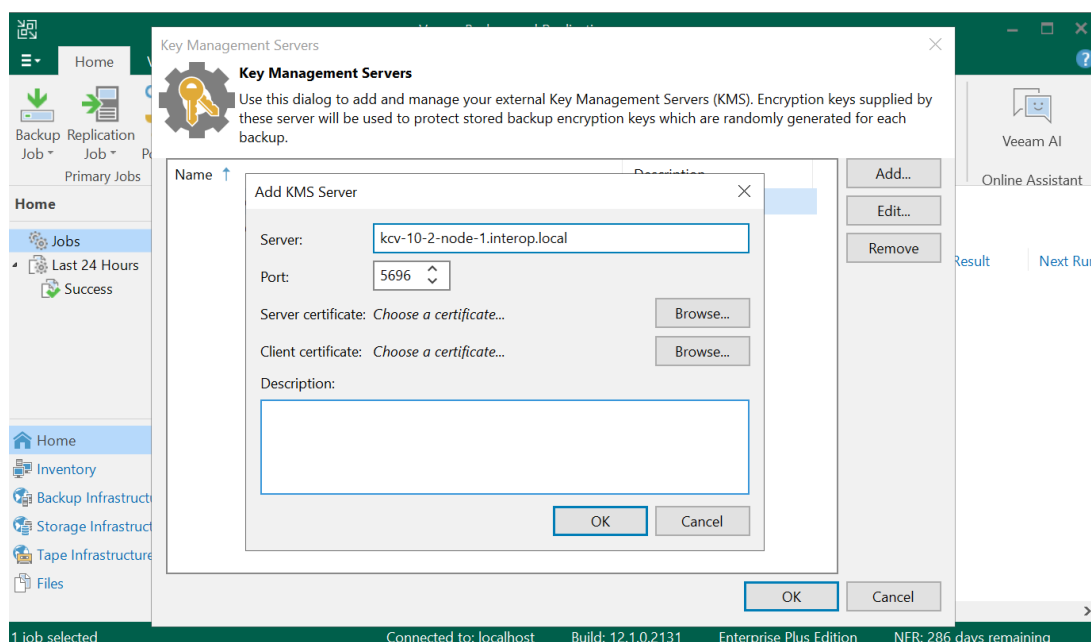 Key Management Servers
Home
Key Management Servers
Use this dialog to add and manage your external Key Management Servers (KMS). Encryption keys supplied by
these server will be used to protect stored backup encryption keys which are randomly generated for each
backup.
Backup Job
Replication Job
Primary Jobs
Veeam AI
Online Assistant
Name
Description
Add...
Edit...
Remove
Add KMS Server
Server: kcv-10-2-node-1.interop.local
Port: 5696
Server certificate: Choose a certificate... Browse...
Client certificate: Choose a certificate... Browse...
Description:
OK Cancel
OK Cancel
Home
Jobs
Last 24 Hours
Success
Result Next Ru
Home
Inventory
Backup Infrastruct
Storage Infrastruct
Tape Infrastructure
Files
1 job selected Connected to: localhost Build: 12.1.0.2131 Enterprise Plus Edition NFR: 286 days remaining